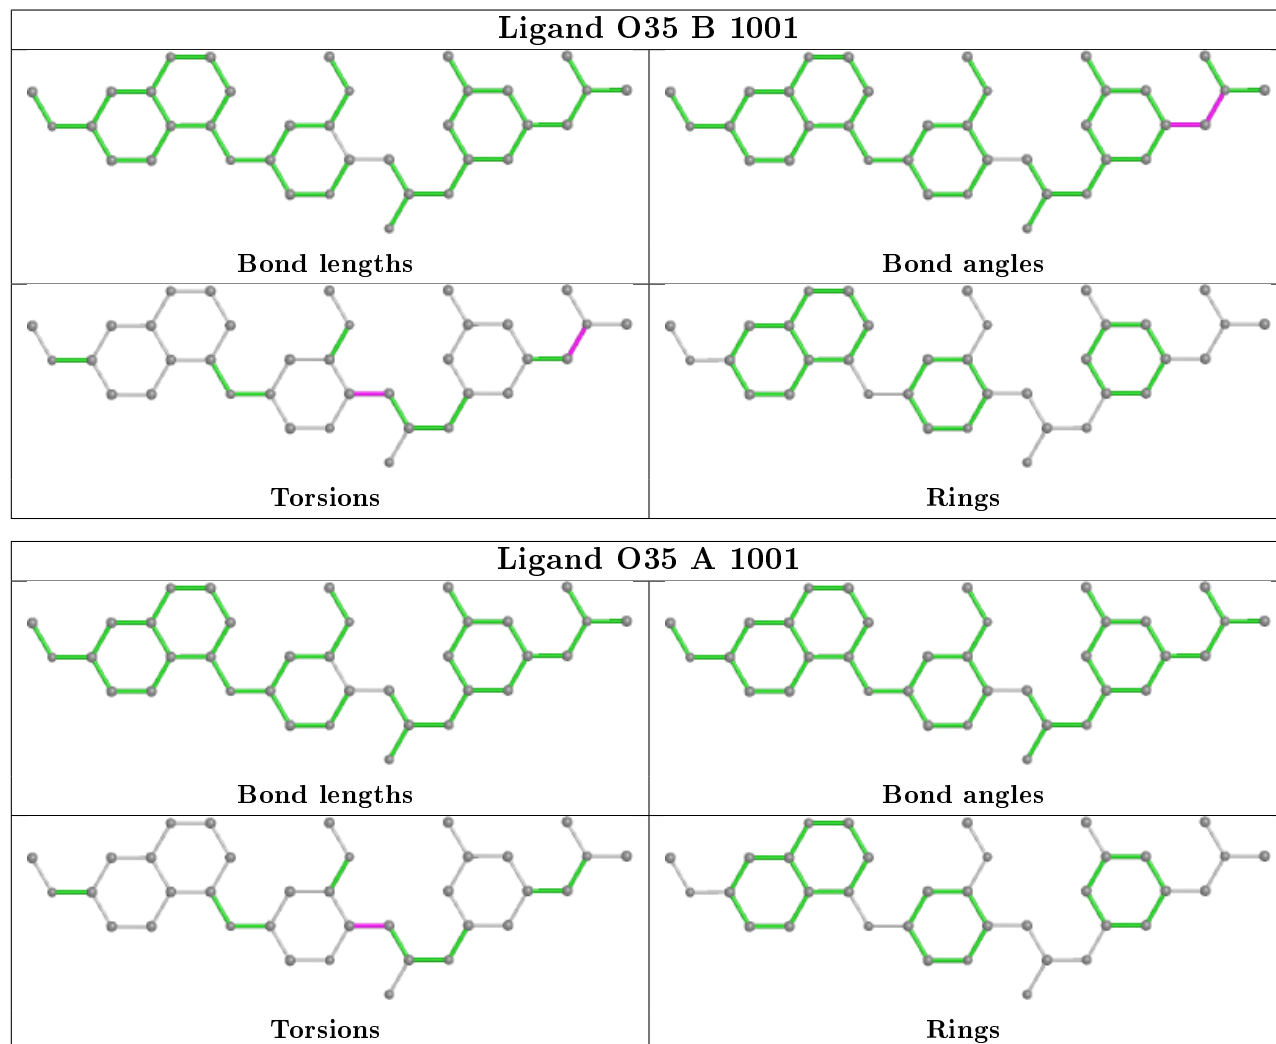 Ligand O35 B 1001
Bond lengths
Bond angles
Torsions
Rings
Ligand O35 A 1001
Bond lengths
Bond angles
Torsions
Rings